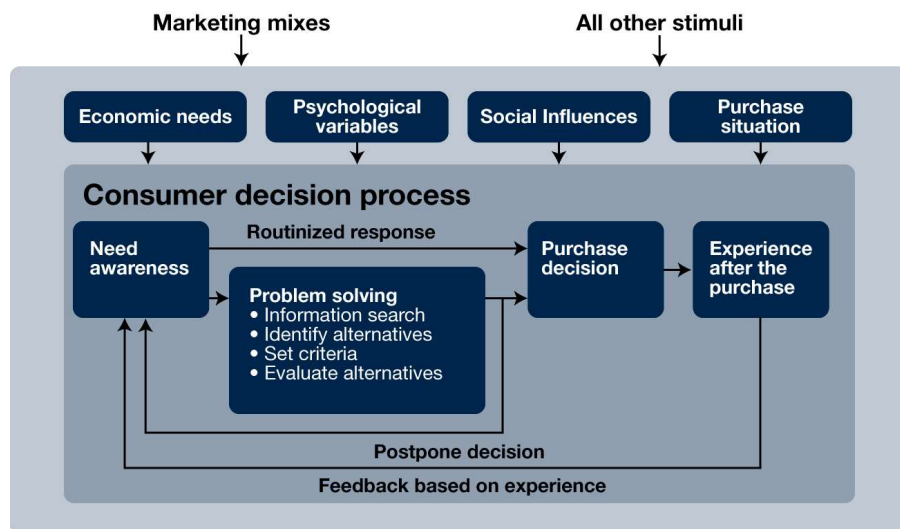 Marketing mixes
All other stimuli
Economic needs
Psychological
variables
Social Influences
Purchase
situation
Consumer decision process
Need
awareness
Routinized response
Problem solving
• Information search
• Identify alternatives
• Set criteria
• Evaluate alternatives
Purchase
decision
Experience
after the
purchase
Postpone decision
Feedback based on experience